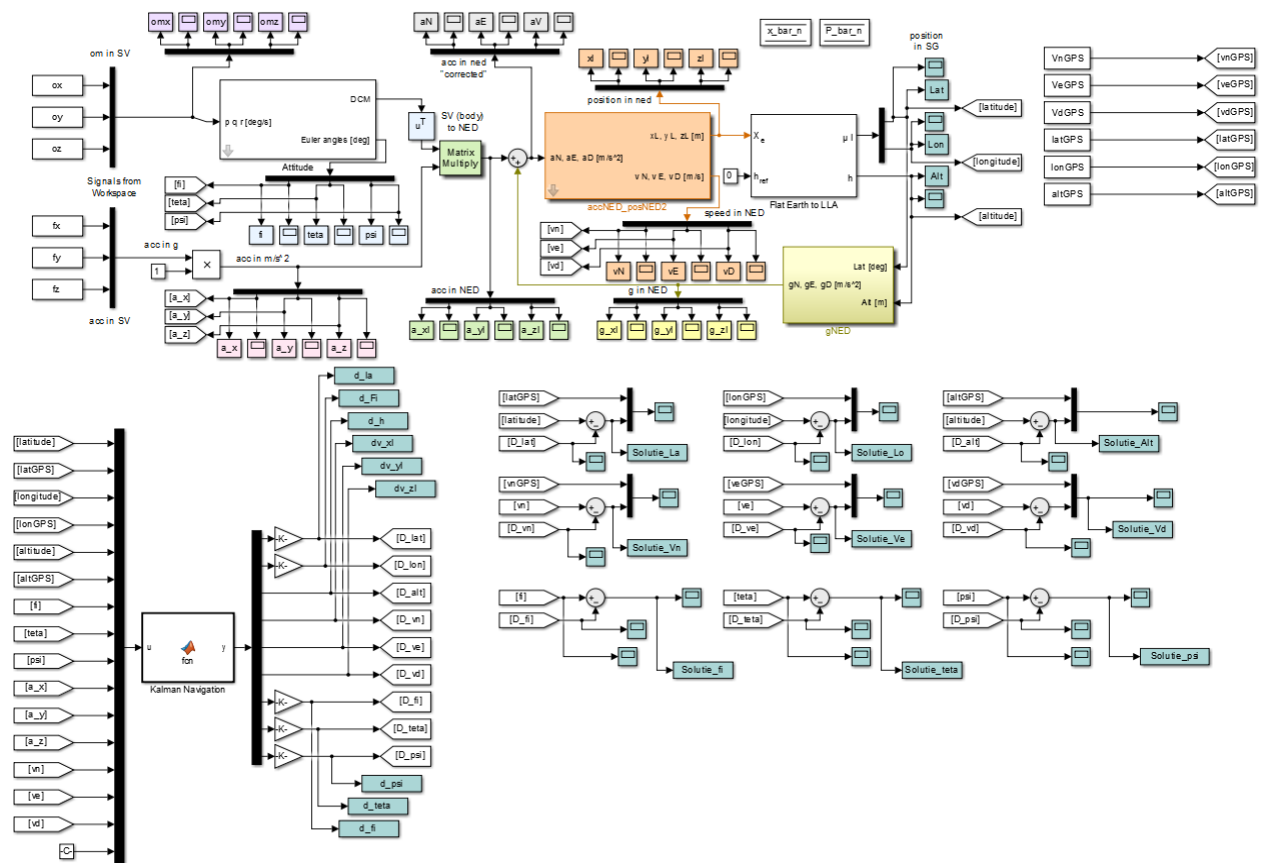 omx
omy
omz
aN
aE
aV
om in SV
acc in ned
"corrected"
xl
yl
zl
x_bar_n
P_bar_n
position
in SG
VnGPS
[vnGPS]
VeGPS
[veGPS]
VdGPS
[vdGPS]
latGPS
[latGPS]
lonGPS
[lonGPS]
altGPS
[altGPS]
ox
oy
oz
p q r [deg/s]
DCM
Euler angles [deg]
Attitude
u^T
SV (body)
to NED
Matrix
Multiply
position in ned
xL, yL, zL [m]
aN, aE, aD [m/s^2]
vN, vE, vD [m/s]
accNED_posNED2
0
X_e
h_ref
μ l
h
Flat Earth to LLA
Lat
[latitude]
Lon
[longitude]
Alt
[altitude]
Signals from
Workspace
[fi]
[teta]
[psi]
fi
teta
psi
fx
fy
fz
acc in g
1
×
acc in m/s^2
acc in SV
[a_x]
[a_y]
[a_z]
a_x
a_y
a_z
speed in NED
[vn]
[ve]
[vd]
vN
vE
vD
acc in NED
a_xl
a_yl
a_zl
g in NED
g_xl
g_yl
g_zl
Lat [deg]
gN, gE, gD [m/s^2]
Alt [m]
gNED
d_la
d_Fi
d_h
dv_xl
dv_yl
dv_zl
[latitude]
[latGPS]
[longitude]
[lonGPS]
[altitude]
[altGPS]
[fi]
[teta]
[psi]
[a_x]
[a_y]
[a_z]
[vn]
[ve]
[vd]
-C-
u
fcn
y
Kalman Navigation
-K-
[D_lat]
-K-
[D_lon]
[D_alt]
[D_vn]
[D_ve]
[D_vd]
-K-
[D_fi]
-K-
[D_teta]
-K-
[D_psi]
d_psi
d_teta
d_fi
[latGPS]
[latitude]
[D_lat]
Solutie_La
[lonGPS]
[longitude]
[D_lon]
Solutie_Lo
[altGPS]
[altitude]
[D_alt]
Solutie_Alt
[vnGPS]
[vn]
[D_vn]
Solutie_Vn
[veGPS]
[ve]
[D_ve]
Solutie_Ve
[vdGPS]
[vd]
[D_vd]
Solutie_Vd
[fi]
[D_fi]
Solutie_fi
[teta]
[D_teta]
Solutie_teta
[psi]
[D_psi]
Solutie_psi